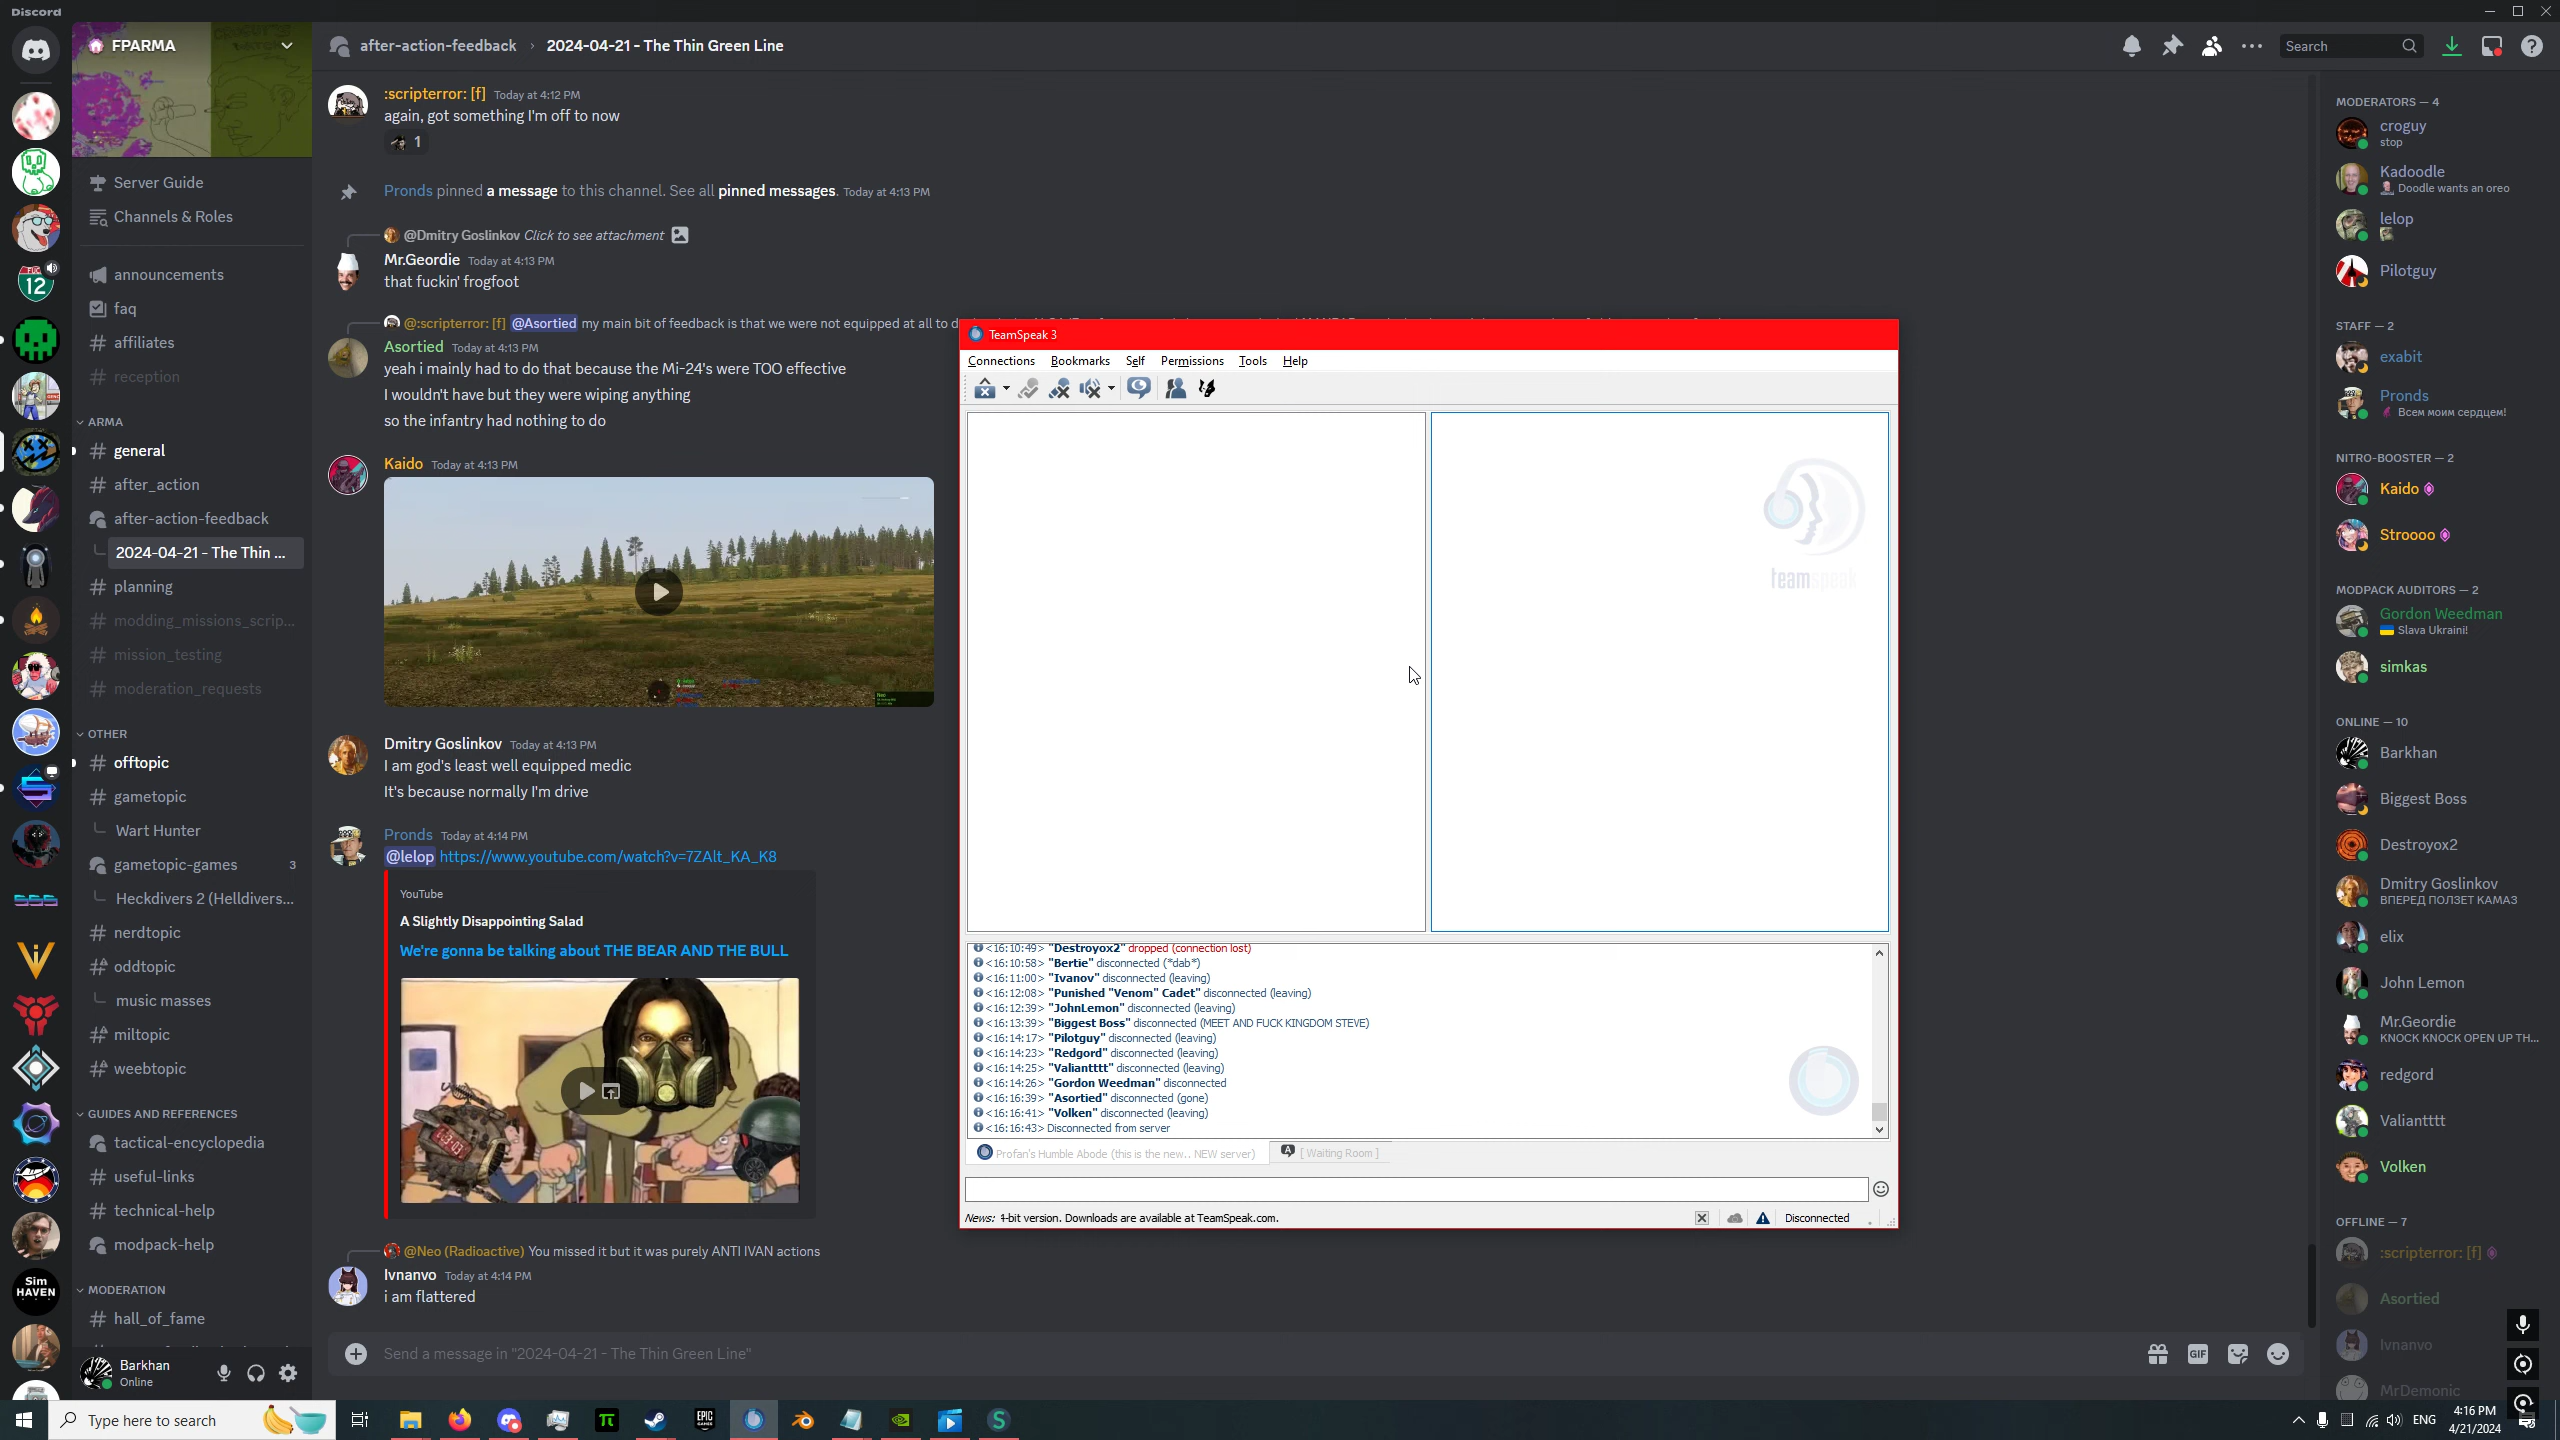 Discord
FPARMA
Server Guide
Channels & Roles
announcements
faq
affiliates
reception
ARMA
general
after_action
after-action-feedback
2024-04-21 - The Thin ...
planning
modding_missions_scrip...
mission_testing
moderation_requests
OTHER
offtopic
gametopic
Wart Hunter
gametopic-games 3
Heckdivers 2 (Helldivers...
nerdtopic
oddtopic
music masses
miltopic
weebtopic
GUIDES AND REFERENCES
tactical-encyclopedia
useful-links
technical-help
modpack-help
MODERATION
hall_of_fame
Barkhan
Online
12
Sim
HAVEN
after-action-feedback › 2024-04-21 - The Thin Green Line
Search
:scripterror: [f] Today at 4:12 PM
again, got something I'm off to now
1
Pronds pinned a message to this channel. See all pinned messages. Today at 4:13 PM
@Dmitry Goslinkov Click to see attachment
Mr.Geordie Today at 4:13 PM
that fuckin' frogfoot
@:scripterror: [f] @Asortied my main bit of feedback is that we were not equipped at all to d
Asortied Today at 4:13 PM
yeah i mainly had to do that because the Mi-24's were TOO effective
I wouldn't have but they were wiping anything
so the infantry had nothing to do
Kaido Today at 4:13 PM
Dmitry Goslinkov Today at 4:13 PM
I am god's least well equipped medic
It's because normally I'm drive
Pronds Today at 4:14 PM
@lelop https://www.youtube.com/watch?v=7ZAlt_KA_K8
YouTube
A Slightly Disappointing Salad
We're gonna be talking about THE BEAR AND THE BULL
@Neo (Radioactive) You missed it but it was purely ANTI IVAN actions
Ivnanvo Today at 4:14 PM
i am flattered
Send a message in "2024-04-21 - The Thin Green Line"
GIF
TeamSpeak 3
Connections Bookmarks Self Permissions Tools Help
teamspeak
<16:10:49> "Destroyox2" dropped (connection lost)
<16:10:58> "Bertie" disconnected (*dab*)
<16:11:00> "Ivanov" disconnected (leaving)
<16:12:08> "Punished "Venom" Cadet" disconnected (leaving)
<16:12:39> "JohnLemon" disconnected (leaving)
<16:13:39> "Biggest Boss" disconnected (MEET AND FUCK KINGDOM STEVE)
<16:14:17> "Pilotguy" disconnected (leaving)
<16:14:23> "Redgord" disconnected (leaving)
<16:14:25> "Valiantttt" disconnected (leaving)
<16:14:26> "Gordon Weedman" disconnected
<16:16:39> "Asortied" disconnected (gone)
<16:16:41> "Volken" disconnected (leaving)
<16:16:43> Disconnected from server
Profan's Humble Abode (this is the new.. NEW server)
[ Waiting Room ]
News: -bit version. Downloads are available at TeamSpeak.com.
Disconnected
MODERATORS — 4
croguy
stop
Kadoodle
Doodle wants an oreo
lelop
Pilotguy
STAFF — 2
exabit
Pronds
Всем моим сердцем!
NITRO-BOOSTER — 2
Kaido
Stroooo
MODPACK AUDITORS — 2
Gordon Weedman
Slava Ukraini!
simkas
ONLINE — 10
Barkhan
Biggest Boss
Destroyox2
Dmitry Goslinkov
ВПЕРЕД ПОЛЗЕТ КАМАЗ
elix
John Lemon
Mr.Geordie
KNOCK KNOCK OPEN UP TH...
redgord
Valiantttt
Volken
OFFLINE — 7
:scripterror: [f]
Asortied
Ivnanvo
MrDemonic
Type here to search
EPIC
GAMES
ENG
4:16 PM
4/21/2024